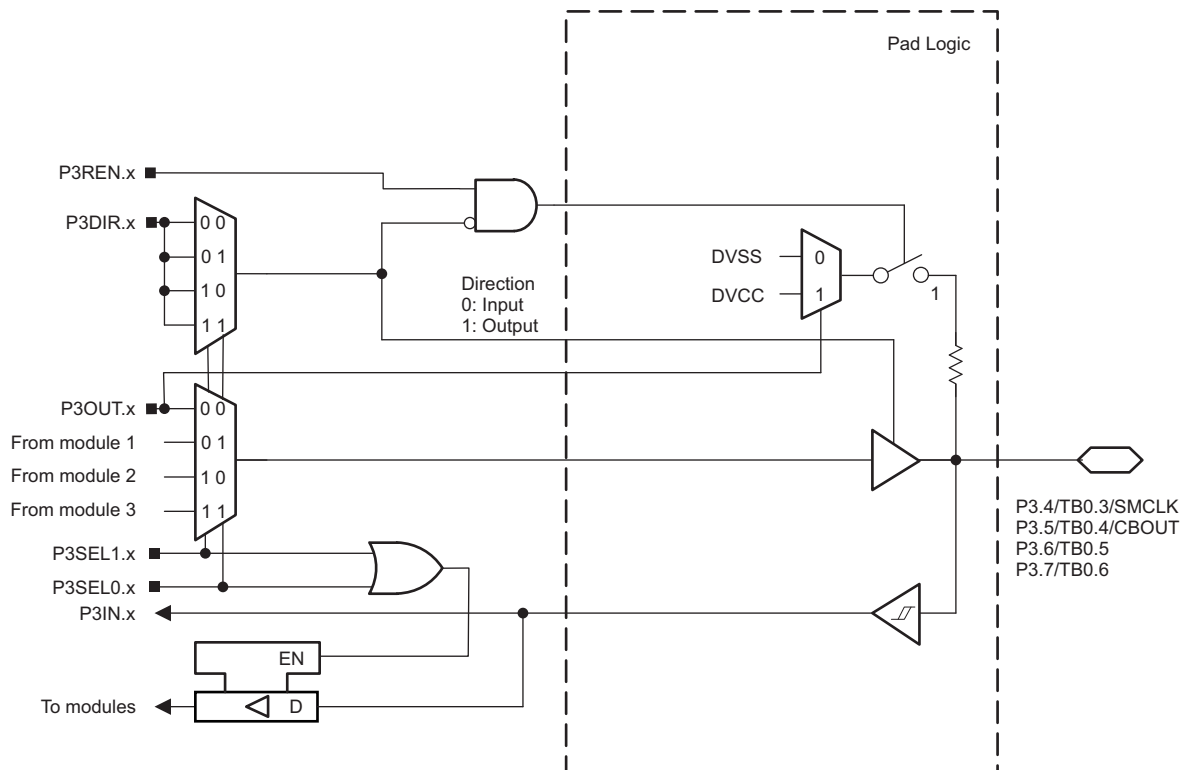 Pad Logic
P3REN.x
P3DIR.x
0 0
0 1
1 0
1 1
Direction
0: Input
1: Output
DVSS
DVCC
0
1
1
P3OUT.x
From module 1
From module 2
From module 3
0 0
0 1
1 0
1 1
P3.4/TB0.3/SMCLK
P3.5/TB0.4/CBOUT
P3.6/TB0.5
P3.7/TB0.6
P3SEL1.x
P3SEL0.x
P3IN.x
EN
To modules
D